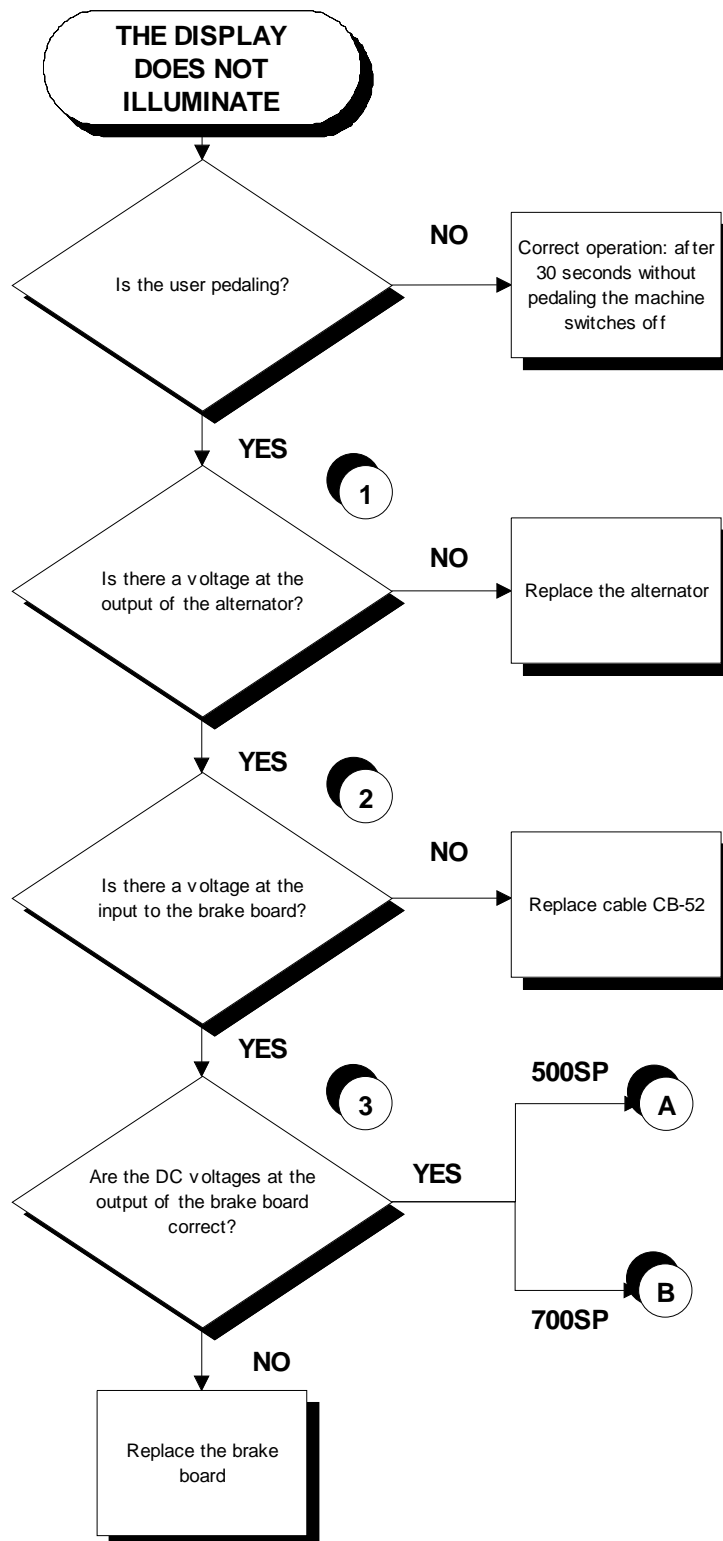 THE DISPLAY
DOES NOT
ILLUMINATE
Is the user pedaling?
NO
Correct operation: after
30 seconds without
pedaling the machine
switches off
YES
1
Is there a voltage at the
output of the alternator?
NO
Replace the alternator
YES
2
Is there a voltage at the
input to the brake board?
NO
Replace cable CB-52
YES
3
Are the DC voltages at the
output of the brake board
correct?
YES
500SP
A
700SP
B
NO
Replace the brake
board